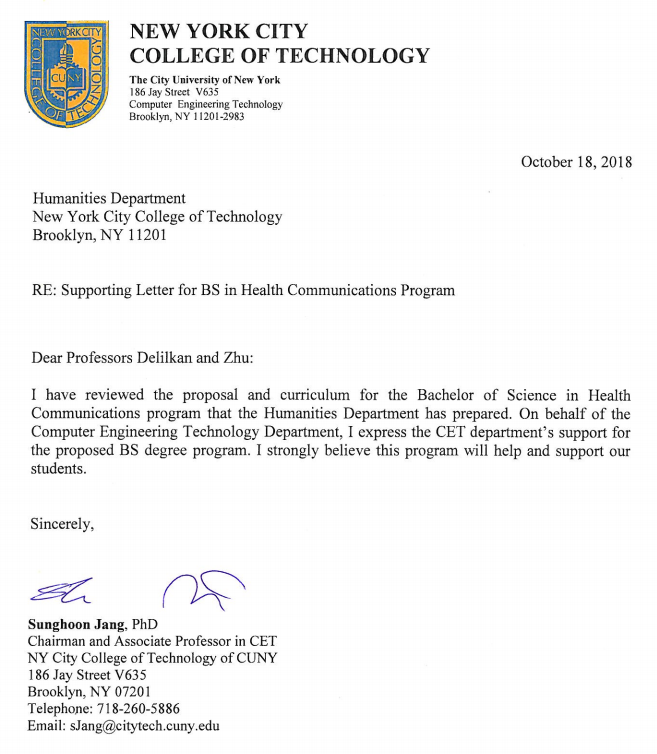 NEW YORK CITY
COLLEGE OF TECHNOLOGY
The City University of New York
186 Jay Street V635
Computer Engineering Technology
Brooklyn, NY 11201-2983
NEW YORK CITY
COLLEGE OF TECHNOLOGY
CUNY
October 18, 2018
Humanities Department
New York City College of Technology
Brooklyn, NY 11201
RE: Supporting Letter for BS in Health Communications Program
Dear Professors Delilkan and Zhu:
I have reviewed the proposal and curriculum for the Bachelor of Science in Health
Communications program that the Humanities Department has prepared. On behalf of the
Computer Engineering Technology Department, I express the CET department's support for
the proposed BS degree program. I strongly believe this program will help and support our
students.
Sincerely,
Sunghoon Jang, PhD
Chairman and Associate Professor in CET
NY City College of Technology of CUNY
186 Jay Street V635
Brooklyn, NY 07201
Telephone: 718-260-5886
Email: sJang@citytech.cuny.edu